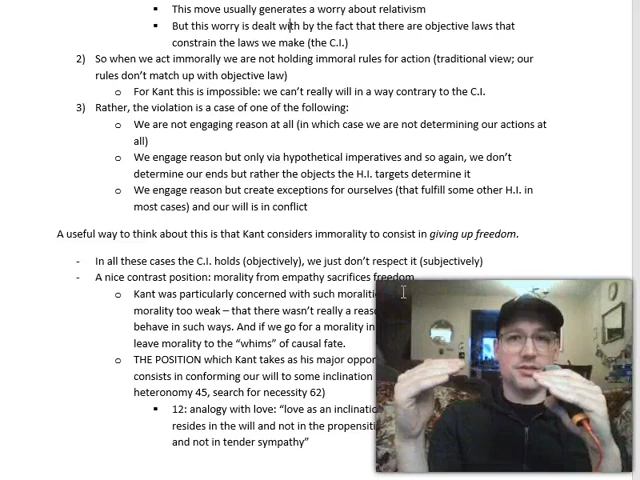 ▪ This move usually generates a worry about relativism
▪ But this worry is dealt with by the fact that there are objective laws that
constrain the laws we make (the C.I.)
2) So when we act immorally we are not holding immoral rules for action (traditional view; our
rules don't match up with objective law)
o For Kant this is impossible: we can't really will in a way contrary to the C.I.
3) Rather, the violation is a case of one of the following:
o We are not engaging reason at all (in which case we are not determining our actions at
all)
o We engage reason but only via hypothetical imperatives and so again, we don't
determine our ends but rather the objects the H.I. targets determine it
o We engage reason but create exceptions for ourselves (that fulfill some other H.I. in
most cases) and our will is in conflict
A useful way to think about this is that Kant considers immorality to consist in giving up freedom.
- In all these cases the C.I. holds (objectively), we just don't respect it (subjectively)
- A nice contrast position: morality from empathy sacrifices freedom
o Kant was particularly concerned with such
morality too weak – that there wasn't really a
behave in such ways. And if we go for a morality in
leave morality to the "whims" of causal fate.
o THE POSITION which Kant takes as his major
consists in conforming our will to some inclination
heteronomy 45, search for necessity 62)
▪ 12: analogy with love: "love as an
resides in the will and not in the
and not in tender sympathy"